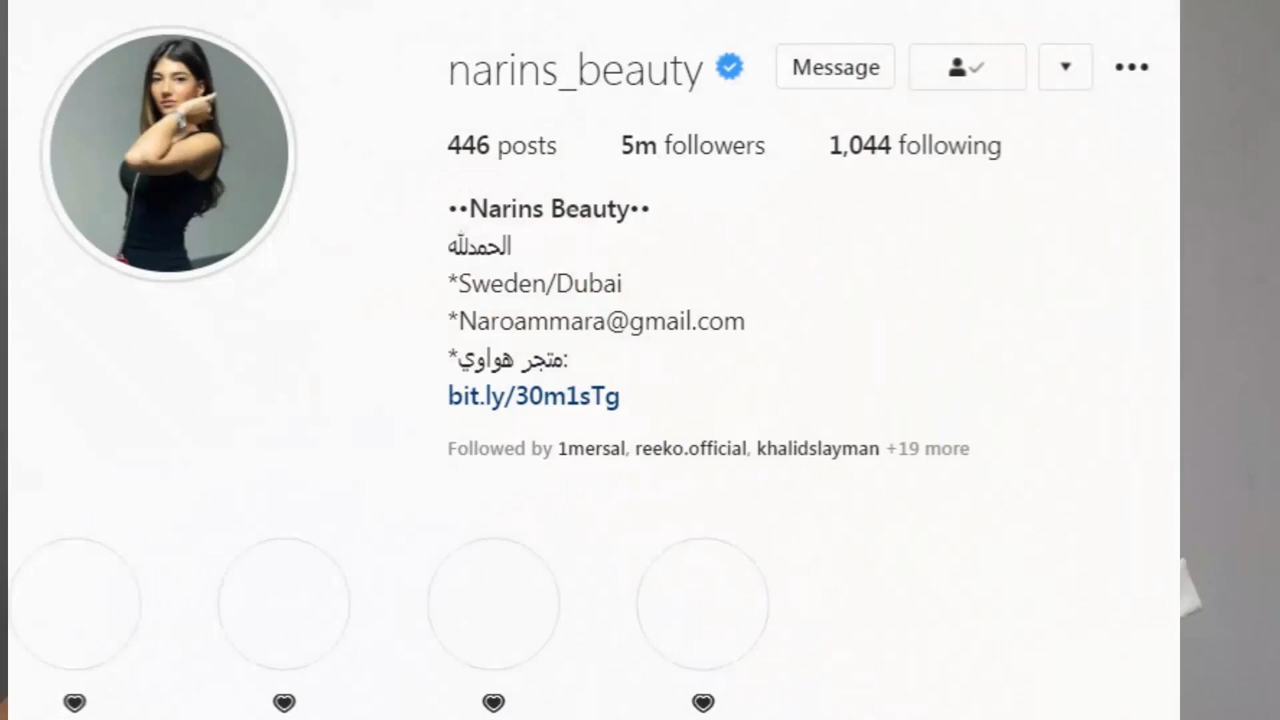 narins_beauty Message
446 posts 5m followers 1,044 following
••Narins Beauty••
الحمدلله
*Sweden/Dubai
*Naroammara@gmail.com
*متجر هواوي:
bit.ly/30m1sTg
Followed by 1mersal, reeko.official, khalidslayman +19 more